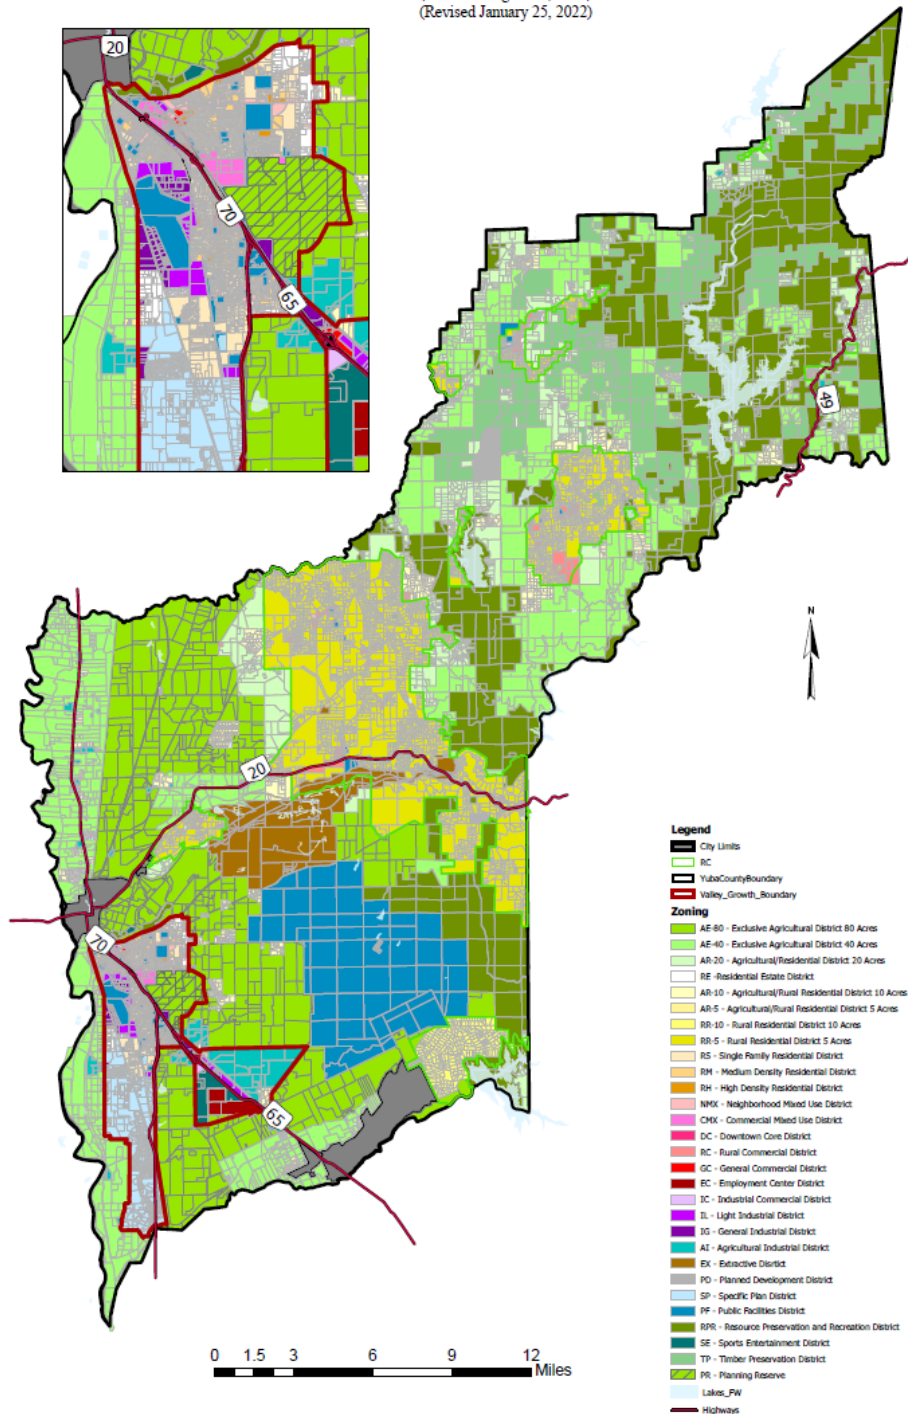 (Revised January 25, 2022)
20
70
65
49
N
20
70
65
0 1.5 3 6 9 12
Miles
Legend
City Limits
RC
YubaCountyBoundary
Valley_Growth_Boundary
Zoning
AE-80 - Exclusive Agricultural District 80 Acres
AE-40 - Exclusive Agricultural District 40 Acres
AR-20 - Agricultural/Residential District 20 Acres
RE -Residential Estate District
AR-10 - Agricultural/Rural Residential District 10 Acres
AR-5 - Agricultural/Rural Residential District 5 Acres
RR-10 - Rural Residential District 10 Acres
RR-5 - Rural Residential District 5 Acres
RS - Single Family Residential District
RM - Medium Density Residential District
RH - High Density Residential District
NMX - Neighborhood Mixed Use District
CMX - Commercial Mixed Use District
DC - Downtown Core District
RC - Rural Commercial District
GC - General Commercial District
EC - Employment Center District
IC - Industrial Commercial District
IL - Light Industrial District
IG - General Industrial District
AI - Agricultural Industrial District
EX - Extractive Disrtict
PD - Planned Development District
SP - Specific Plan District
PF - Public Facilities District
RPR - Resource Preservation and Recreation District
SE - Sports Entertainment District
TP - Timber Preservation District
PR - Planning Reserve
Lakes_FW
Highways